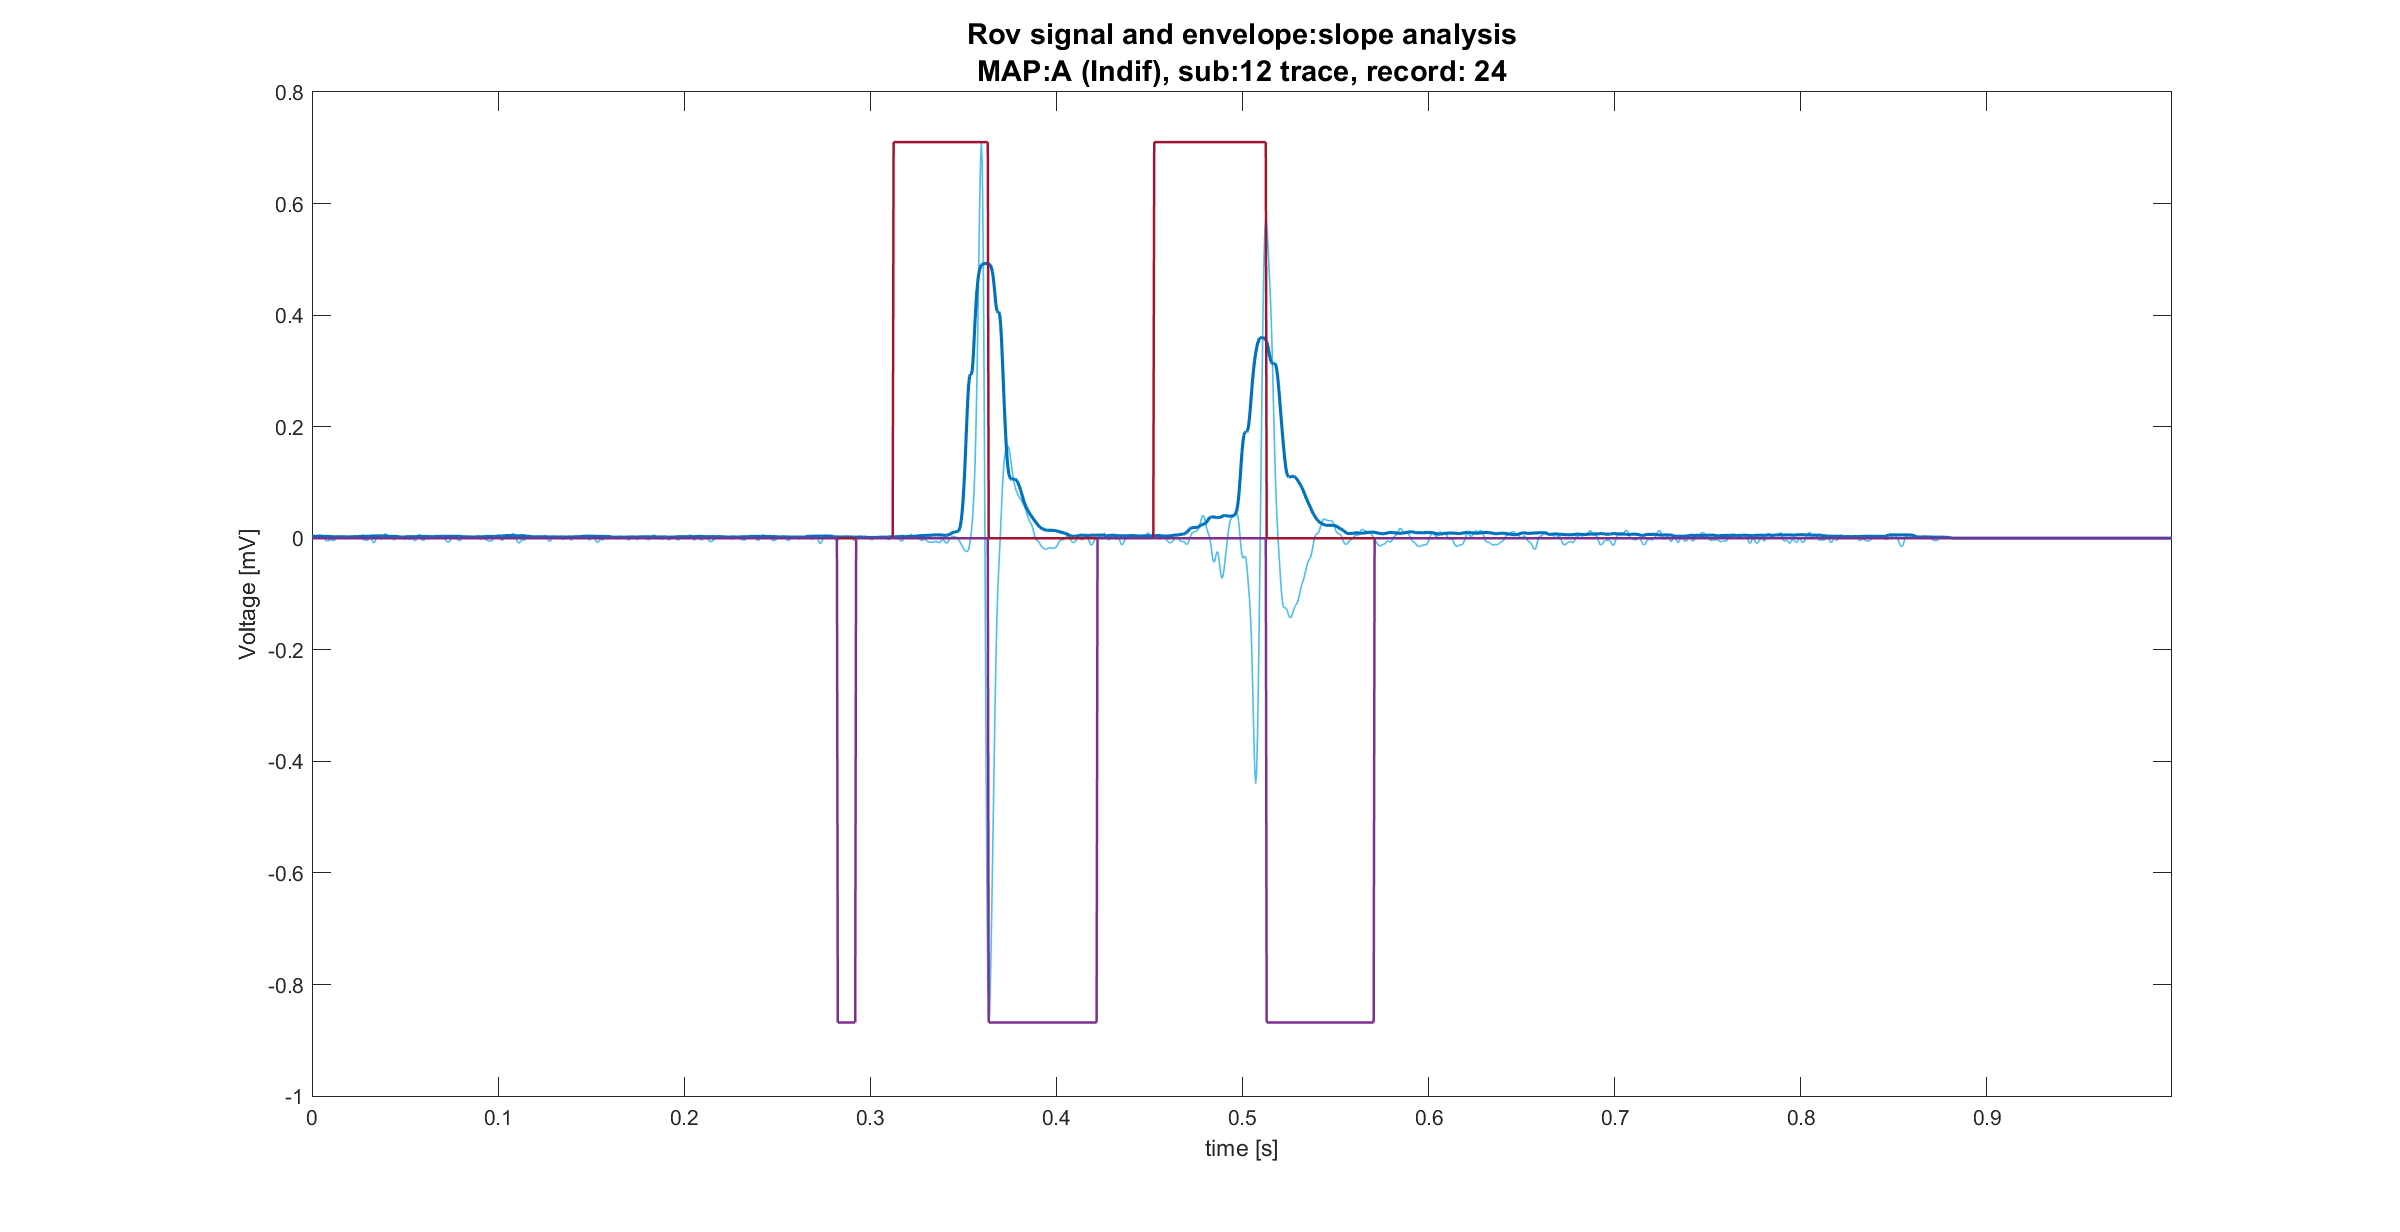 Rov signal and envelope:slope analysis
MAP:A (Indif), sub:12 trace, record: 24
0.8
0.6
0.4
0.2
0
-0.2
-0.4
-0.6
-0.8
-1
Voltage [mV]
0 0.1 0.2 0.3 0.4 0.5 0.6 0.7 0.8 0.9
time [s]